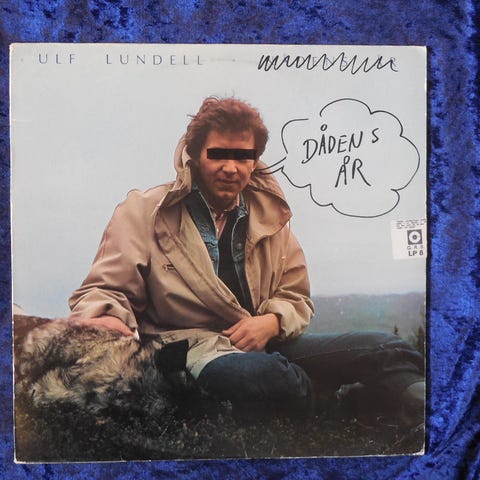 ULF LUNDELL
DÅDENS
ÅR
G.R.S
LP 8